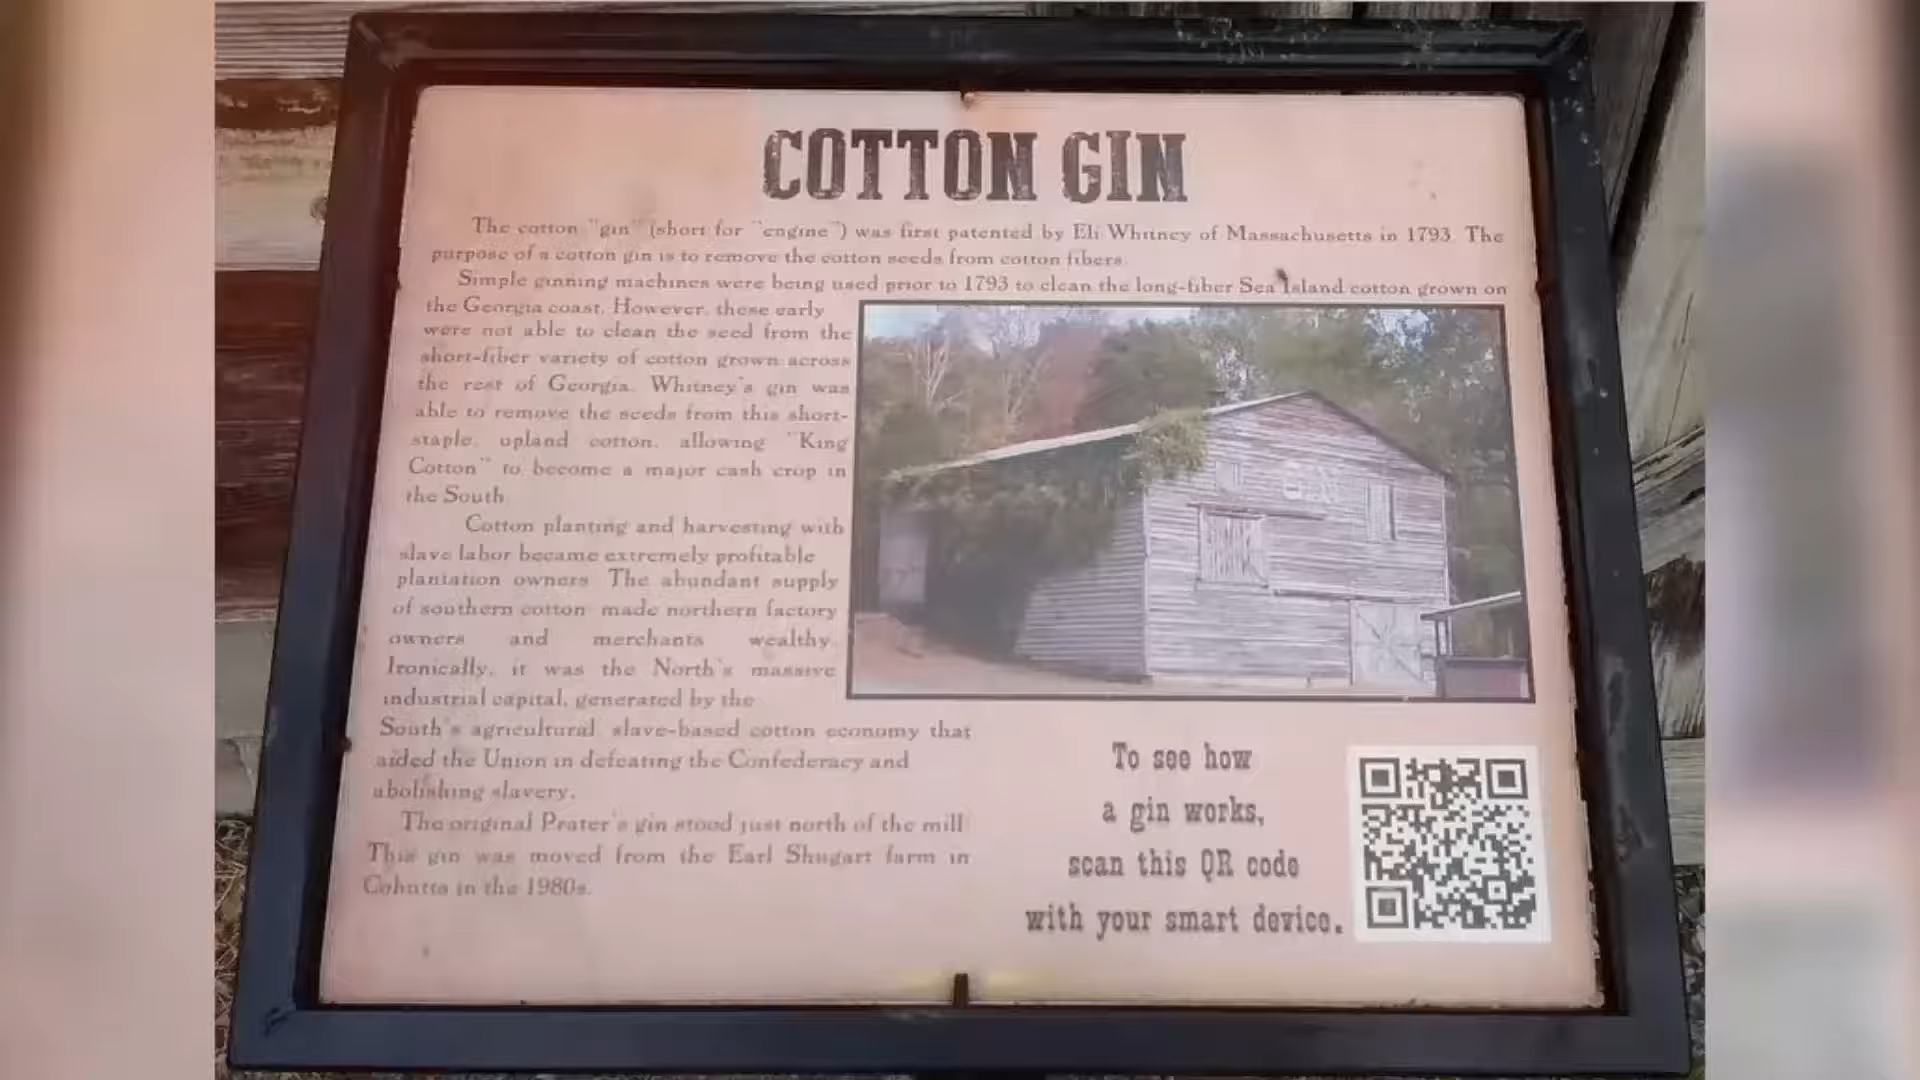 COTTON GIN
The cotton "gin" (short for "engine") was first patented by Eli Whitney of Massachusetts in 1793. The
purpose of a cotton gin is to remove the cotton seeds from cotton fibers.
Simple ginning machines were being used prior to 1793 to clean the long-fiber Sea Island cotton grown on
the Georgia coast. However, these early
were not able to clean the seed from the
short-fiber variety of cotton grown across
the rest of Georgia. Whitney's gin was
able to remove the seeds from this short-
staple, upland cotton, allowing "King
Cotton" to become a major cash crop in
the South.
Cotton planting and harvesting with
slave labor became extremely profitable
plantation owners. The abundant supply
of southern cotton made northern factory
owners and merchants wealthy.
Ironically, it was the North's massive
industrial capital, generated by the
South's agricultural, slave-based cotton economy that
aided the Union in defeating the Confederacy and
abolishing slavery.
The original Prater's gin stood just north of the mill.
This gin was moved from the Earl Shugart farm in
Cohutta in the 1980s.
GIN
To see how
a gin works,
scan this QR code
with your smart device.